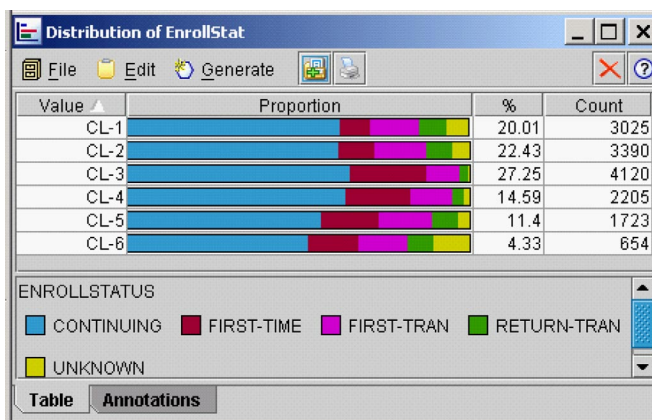 Distribution of EnrollStat
File Edit Generate
Value Proportion % Count
CL-1 20.01 3025
CL-2 22.43 3390
CL-3 27.25 4120
CL-4 14.59 2205
CL-5 11.4 1723
CL-6 4.33 654
ENROLLSTATUS
CONTINUING FIRST-TIME FIRST-TRAN RETURN-TRAN
UNKNOWN
Table Annotations